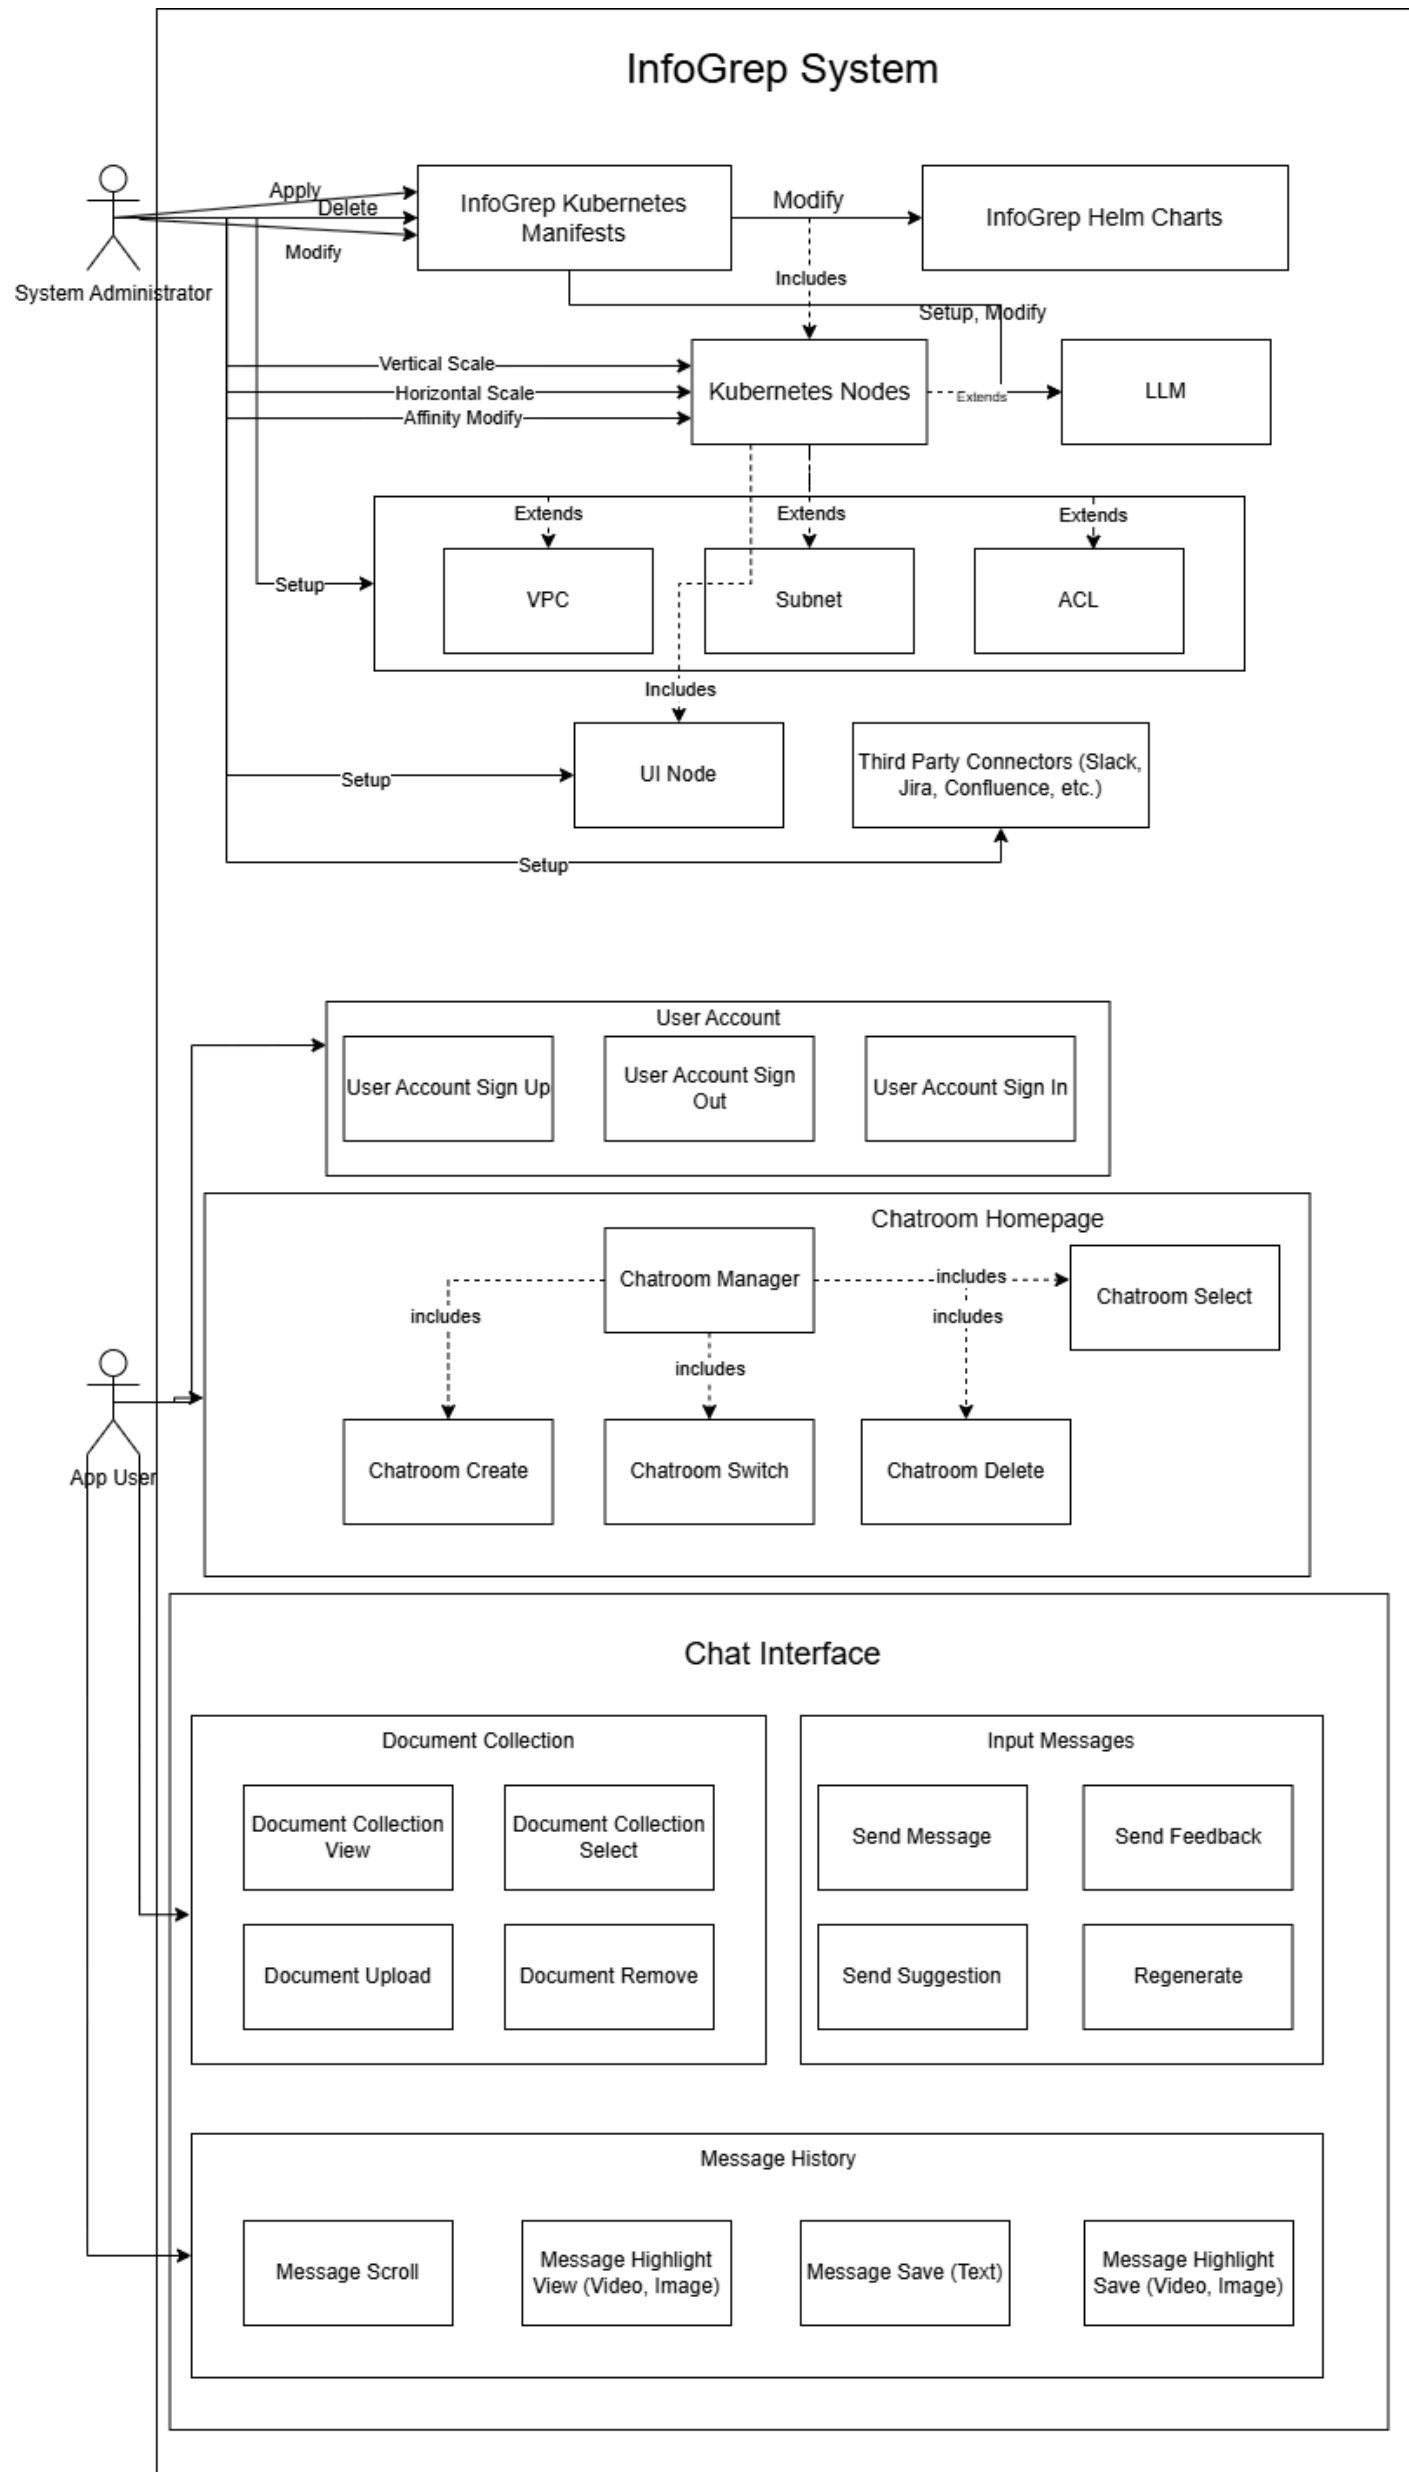 InfoGrep System
System Administrator
Apply
Delete
Modify
InfoGrep Kubernetes
Manifests
Modify
InfoGrep Helm Charts
Includes
Setup, Modify
Vertical Scale
Horizontal Scale
Affinity Modify
Kubernetes Nodes
Extends
LLM
Extends
Extends
Extends
Setup
VPC
Subnet
ACL
Includes
Setup
UI Node
Third Party Connectors (Slack,
Jira, Confluence, etc.)
Setup
User Account
User Account Sign Up
User Account Sign
Out
User Account Sign In
Chatroom Homepage
Chatroom Manager
includes
Chatroom Select
includes
includes
includes
Chatroom Create
Chatroom Switch
Chatroom Delete
App User
Chat Interface
Document Collection
Document Collection
View
Document Collection
Select
Document Upload
Document Remove
Input Messages
Send Message
Send Feedback
Send Suggestion
Regenerate
Message History
Message Scroll
Message Highlight
View (Video, Image)
Message Save (Text)
Message Highlight
Save (Video, Image)